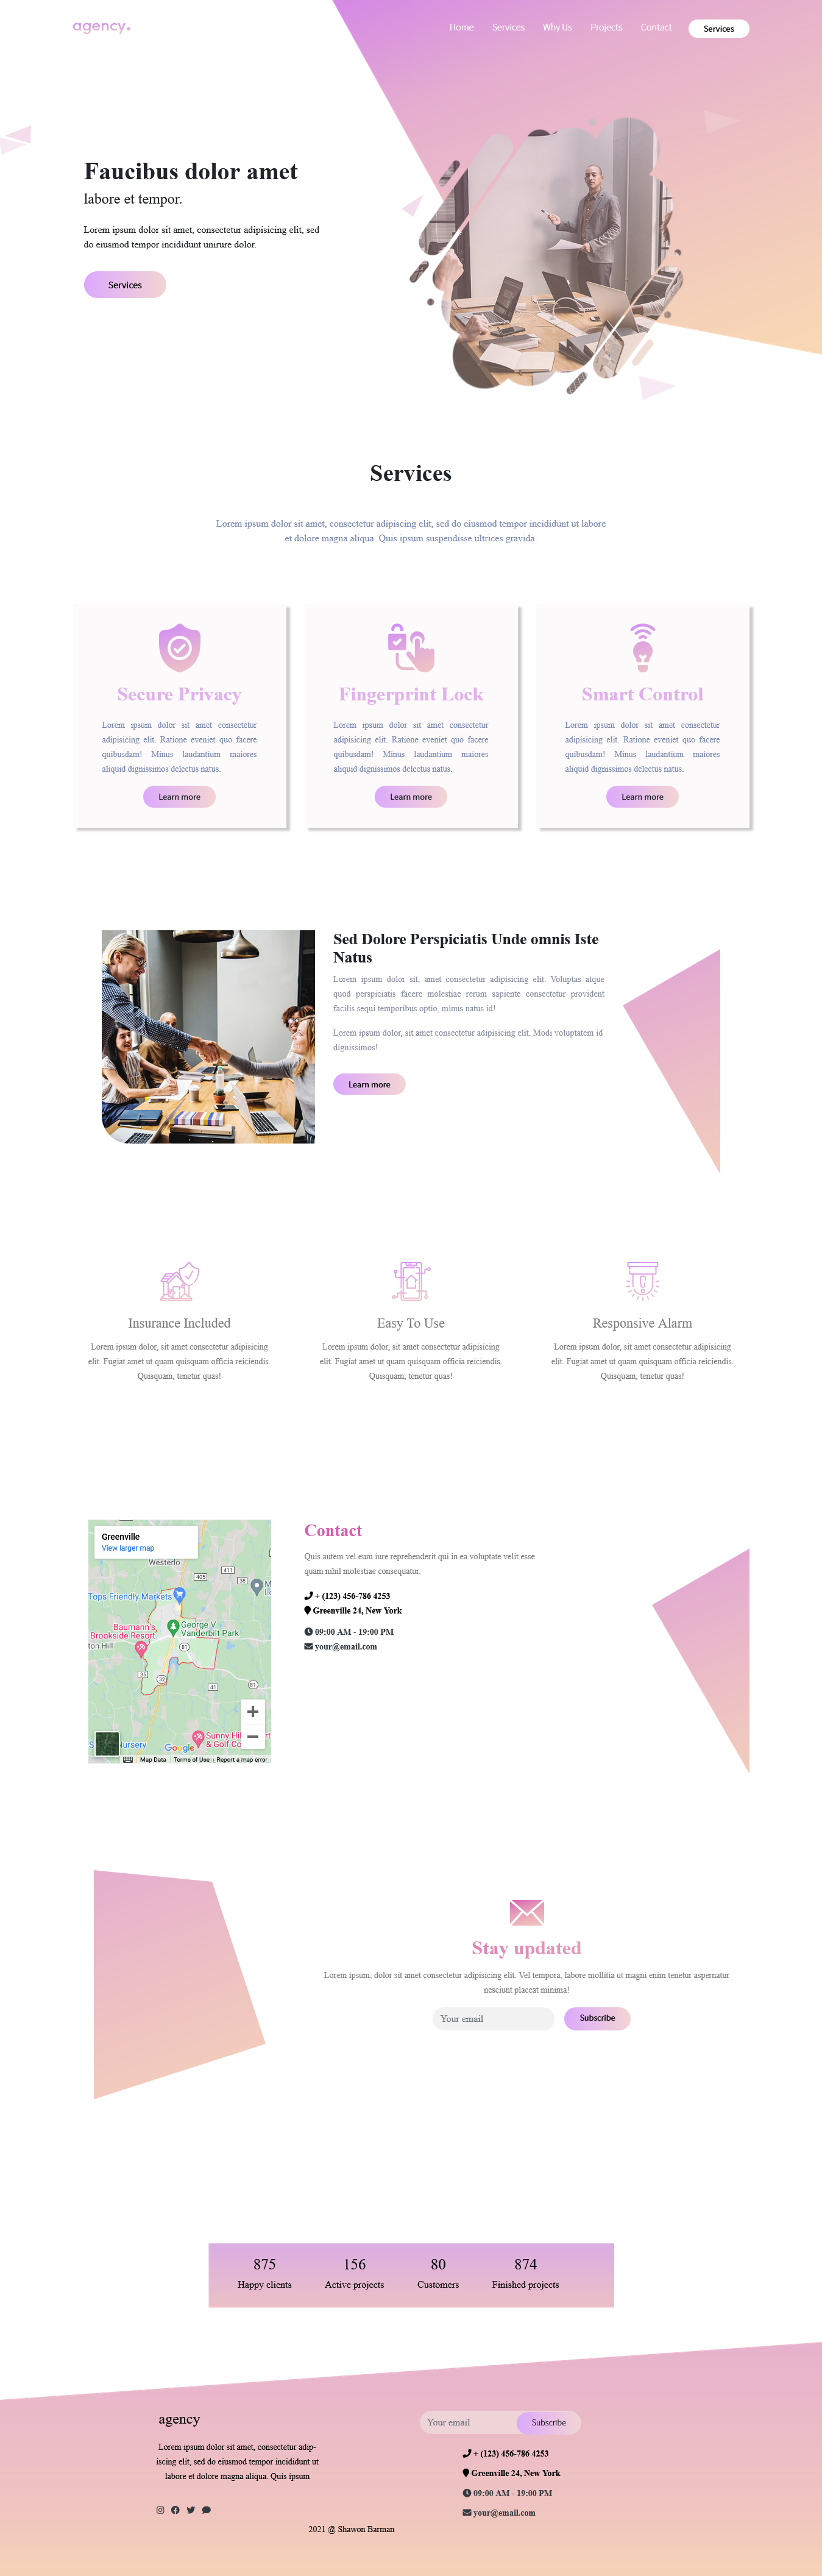 agency.
Home Services Why Us Projects Contact Services
Faucibus dolor amet
labore et tempor.
Lorem ipsum dolor sit amet, consectetur adipisicing elit, sed
do eiusmod tempor incididunt unirure dolor.
Services
Services
Lorem ipsum dolor sit amet, consectetur adipiscing elit, sed do eiusmod tempor incididunt ut labore
et dolore magna aliqua. Quis ipsum suspendisse ultrices gravida.
Secure Privacy
Lorem ipsum dolor sit amet consectetur
adipisicing elit. Ratione eveniet quo facere
quibusdam! Minus laudantium maiores
aliquid dignissimos delectus natus.
Learn more
Fingerprint Lock
Lorem ipsum dolor sit amet consectetur
adipisicing elit. Ratione eveniet quo facere
quibusdam! Minus laudantium maiores
aliquid dignissimos delectus natus.
Learn more
Smart Control
Lorem ipsum dolor sit amet consectetur
adipisicing elit. Ratione eveniet quo facere
quibusdam! Minus laudantium maiores
aliquid dignissimos delectus natus.
Learn more
Sed Dolore Perspiciatis Unde omnis Iste
Natus
Lorem ipsum dolor sit, amet consectetur adipisicing elit. Voluptas atque
quod perspiciatis facere molestiae rerum sapiente consectetur provident
facilis sequi temporibus optio, minus natus id!
Lorem ipsum dolor, sit amet consectetur adipisicing elit. Modi voluptatem id
dignissimos!
Learn more
Insurance Included
Lorem ipsum dolor, sit amet consectetur adipisicing
elit. Fugiat amet ut quam quisquam officia reiciendis.
Quisquam, tenetur quas!
Easy To Use
Lorem ipsum dolor, sit amet consectetur adipisicing
elit. Fugiat amet ut quam quisquam officia reiciendis.
Quisquam, tenetur quas!
Responsive Alarm
Lorem ipsum dolor, sit amet consectetur adipisicing
elit. Fugiat amet ut quam quisquam officia reiciendis.
Quisquam, tenetur quas!
Greenville
View larger map
Westerlo
405
401
38
Tops Friendly Markets
Baumann's
Brookside Resort
George V
Vanderbilt Park
ton Hill
81
35
32
41
81
Sunny Hi
& Golf Co
Nursery
Google
Map Data Terms of Use Report a map error
Contact
Quis autem vel eum iure reprehenderit qui in ea voluptate velit esse
quam nihil molestiae consequatur.
+ (123) 456-786 4253
Greenville 24, New York
09:00 AM - 19:00 PM
your@email.com
Stay updated
Lorem ipsum, dolor sit amet consectetur adipisicing elit. Vel tempora, labore mollitia ut magni enim tenetur aspernatur
nesciunt placeat minima!
Your email Subscribe
875 156 80 874
Happy clients Active projects Customers Finished projects
agency
Lorem ipsum dolor sit amet, consectetur adip-
iscing elit, sed do eiusmod tempor incididunt ut
labore et dolore magna aliqua. Quis ipsum
Your email Subscribe
+ (123) 456-786 4253
Greenville 24, New York
09:00 AM - 19:00 PM
your@email.com
2021 @ Shawon Barman